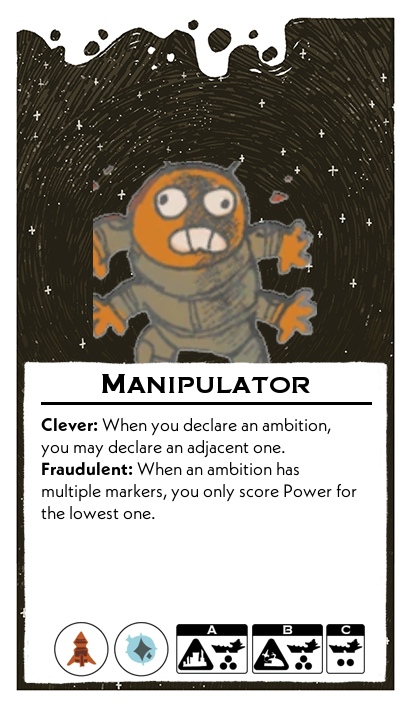 MANIPULATOR
Clever: When you declare an ambition,
you may declare an adjacent one.
Fraudulent: When an ambition has
multiple markers, you only score Power for
the lowest one.
A B C